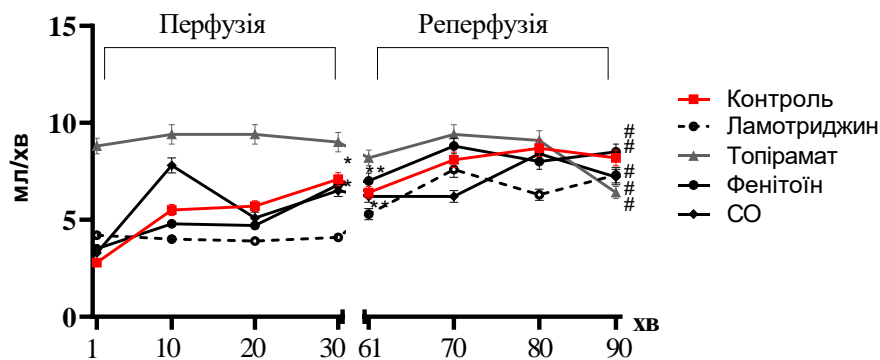 15
10
5
0
мл/хв
Перфузія
Реперфузія
*
*
**
**
#
#
#
#
#
1
10
20
30
61
70
80
90
хв
Контроль
Ламотриджин
Топірамат
Фенітоїн
СО